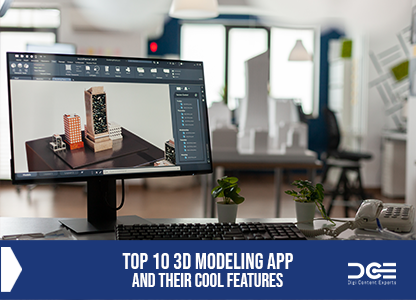 TOP 10 3D MODELING APP
AND THEIR COOL FEATURES
DCE
Digi Content Experts